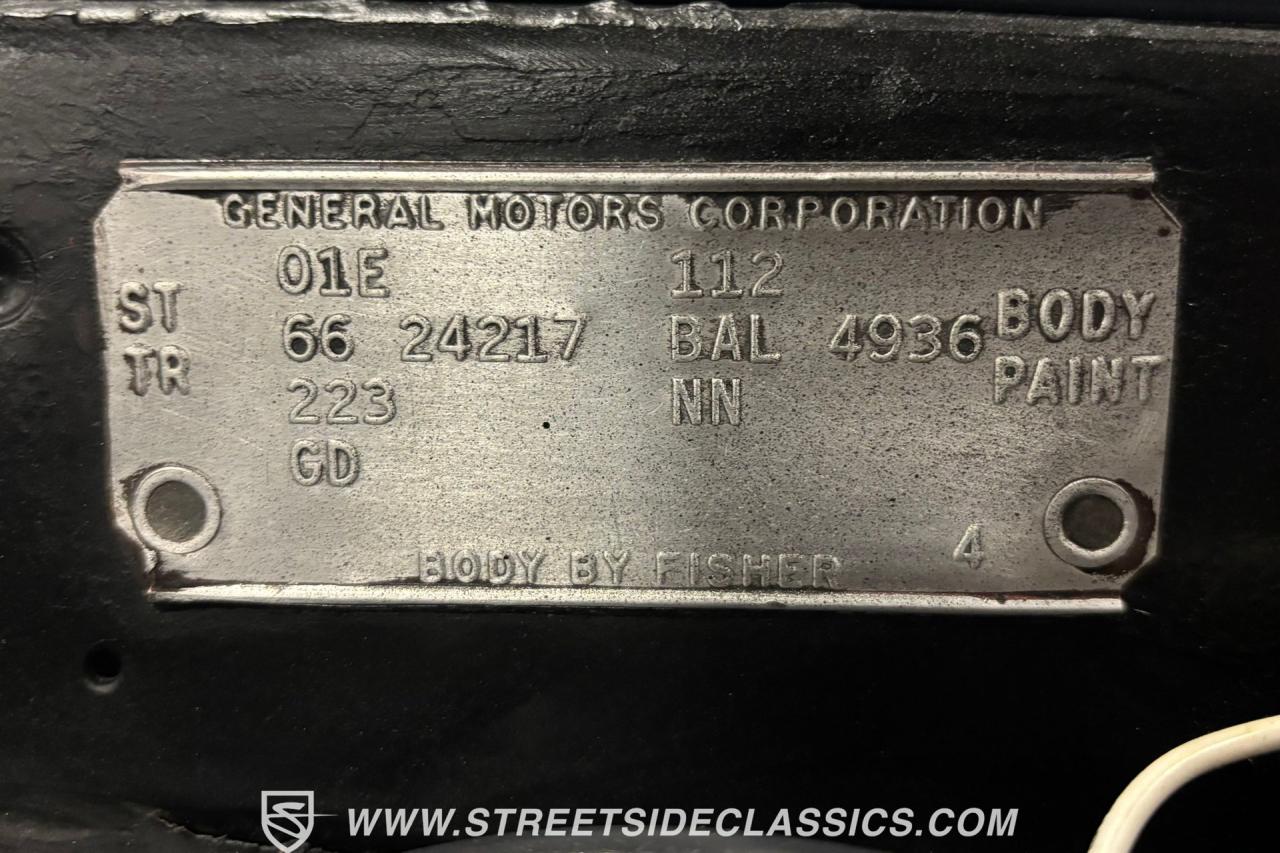 GENERAL MOTORS CORPORATION
01E 112
ST 66 24217 BAL 4936 BODY
TR 223 NN PAINT
GD
4
BODY BY FISHER
WWW.STREETSIDECLASSICS.COM